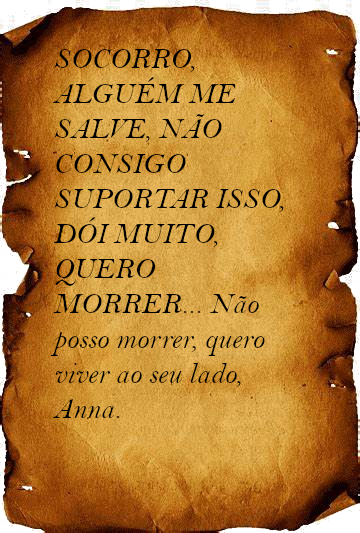 SOCORRO,
ALGUÉM ME
SALVE, NÃO
CONSIGO
SUPORTAR ISSO,
DÓI MUITO,
QUERO
MORRER... Não
posso morrer, quero
viver ao seu lado,
Anna.